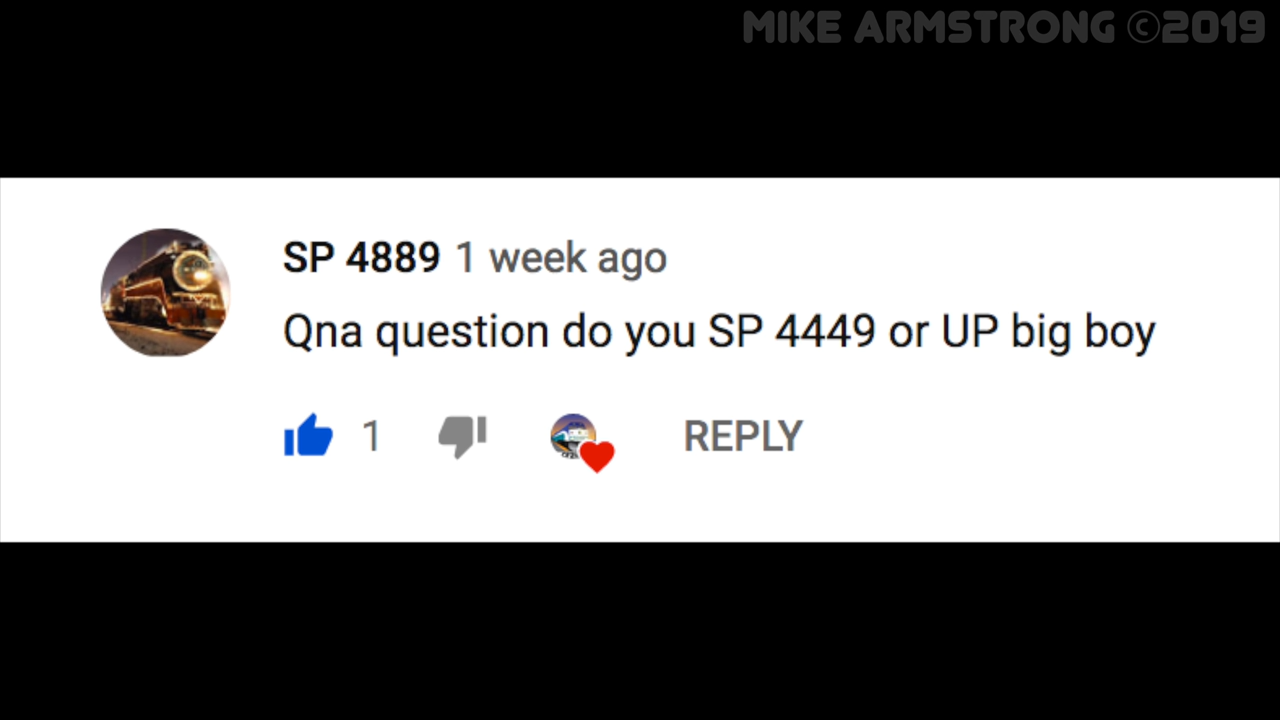 MIKE ARMSTRONG ©2019
SP 4889 1 week ago
Qna question do you SP 4449 or UP big boy
1 REPLY